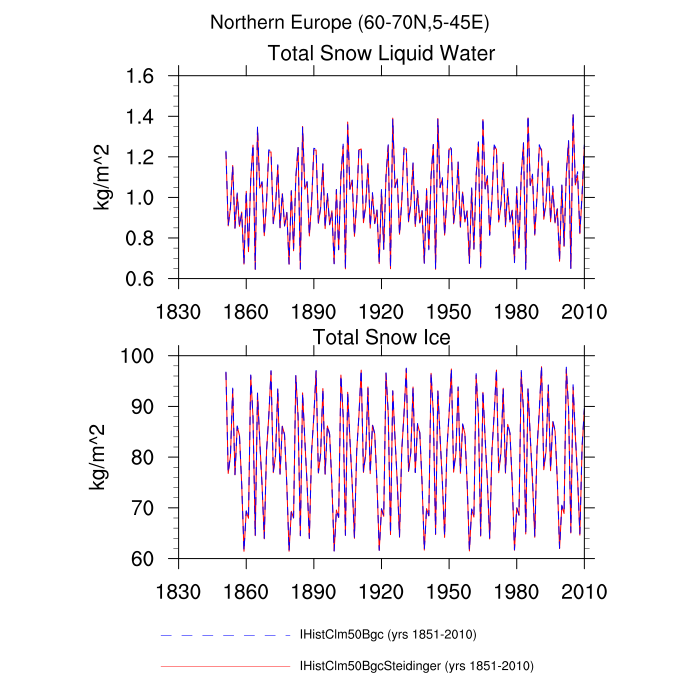 Northern Europe (60-70N,5-45E)
Total Snow Liquid Water
kg/m^2
1.6
1.4
1.2
1.0
0.8
0.6
1830 1860 1890 1920 1950 1980 2010
Total Snow Ice
kg/m^2
100
90
80
70
60
1830 1860 1890 1920 1950 1980 2010
IHistClm50Bgc (yrs 1851-2010)
IHistClm50BgcSteidinger (yrs 1851-2010)